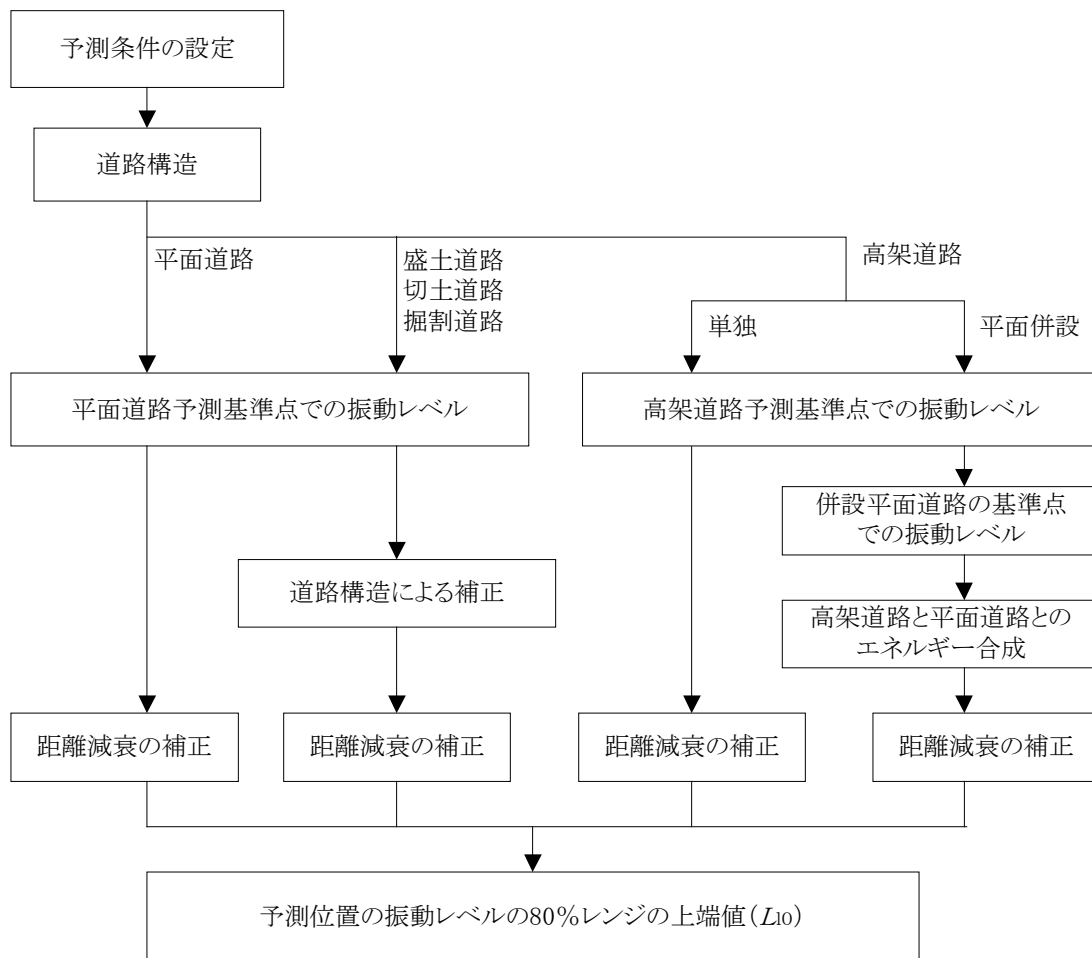 予測条件の設定
道路構造
平面道路
盛土道路
切土道路
掘割道路
高架道路
単独
平面併設
平面道路予測基準点での振動レベル
高架道路予測基準点での振動レベル
併設平面道路の基準点
での振動レベル
道路構造による補正
高架道路と平面道路との
エネルギー合成
距離減衰の補正
距離減衰の補正
距離減衰の補正
距離減衰の補正
予測位置の振動レベルの80%レンジの上端値(L10)